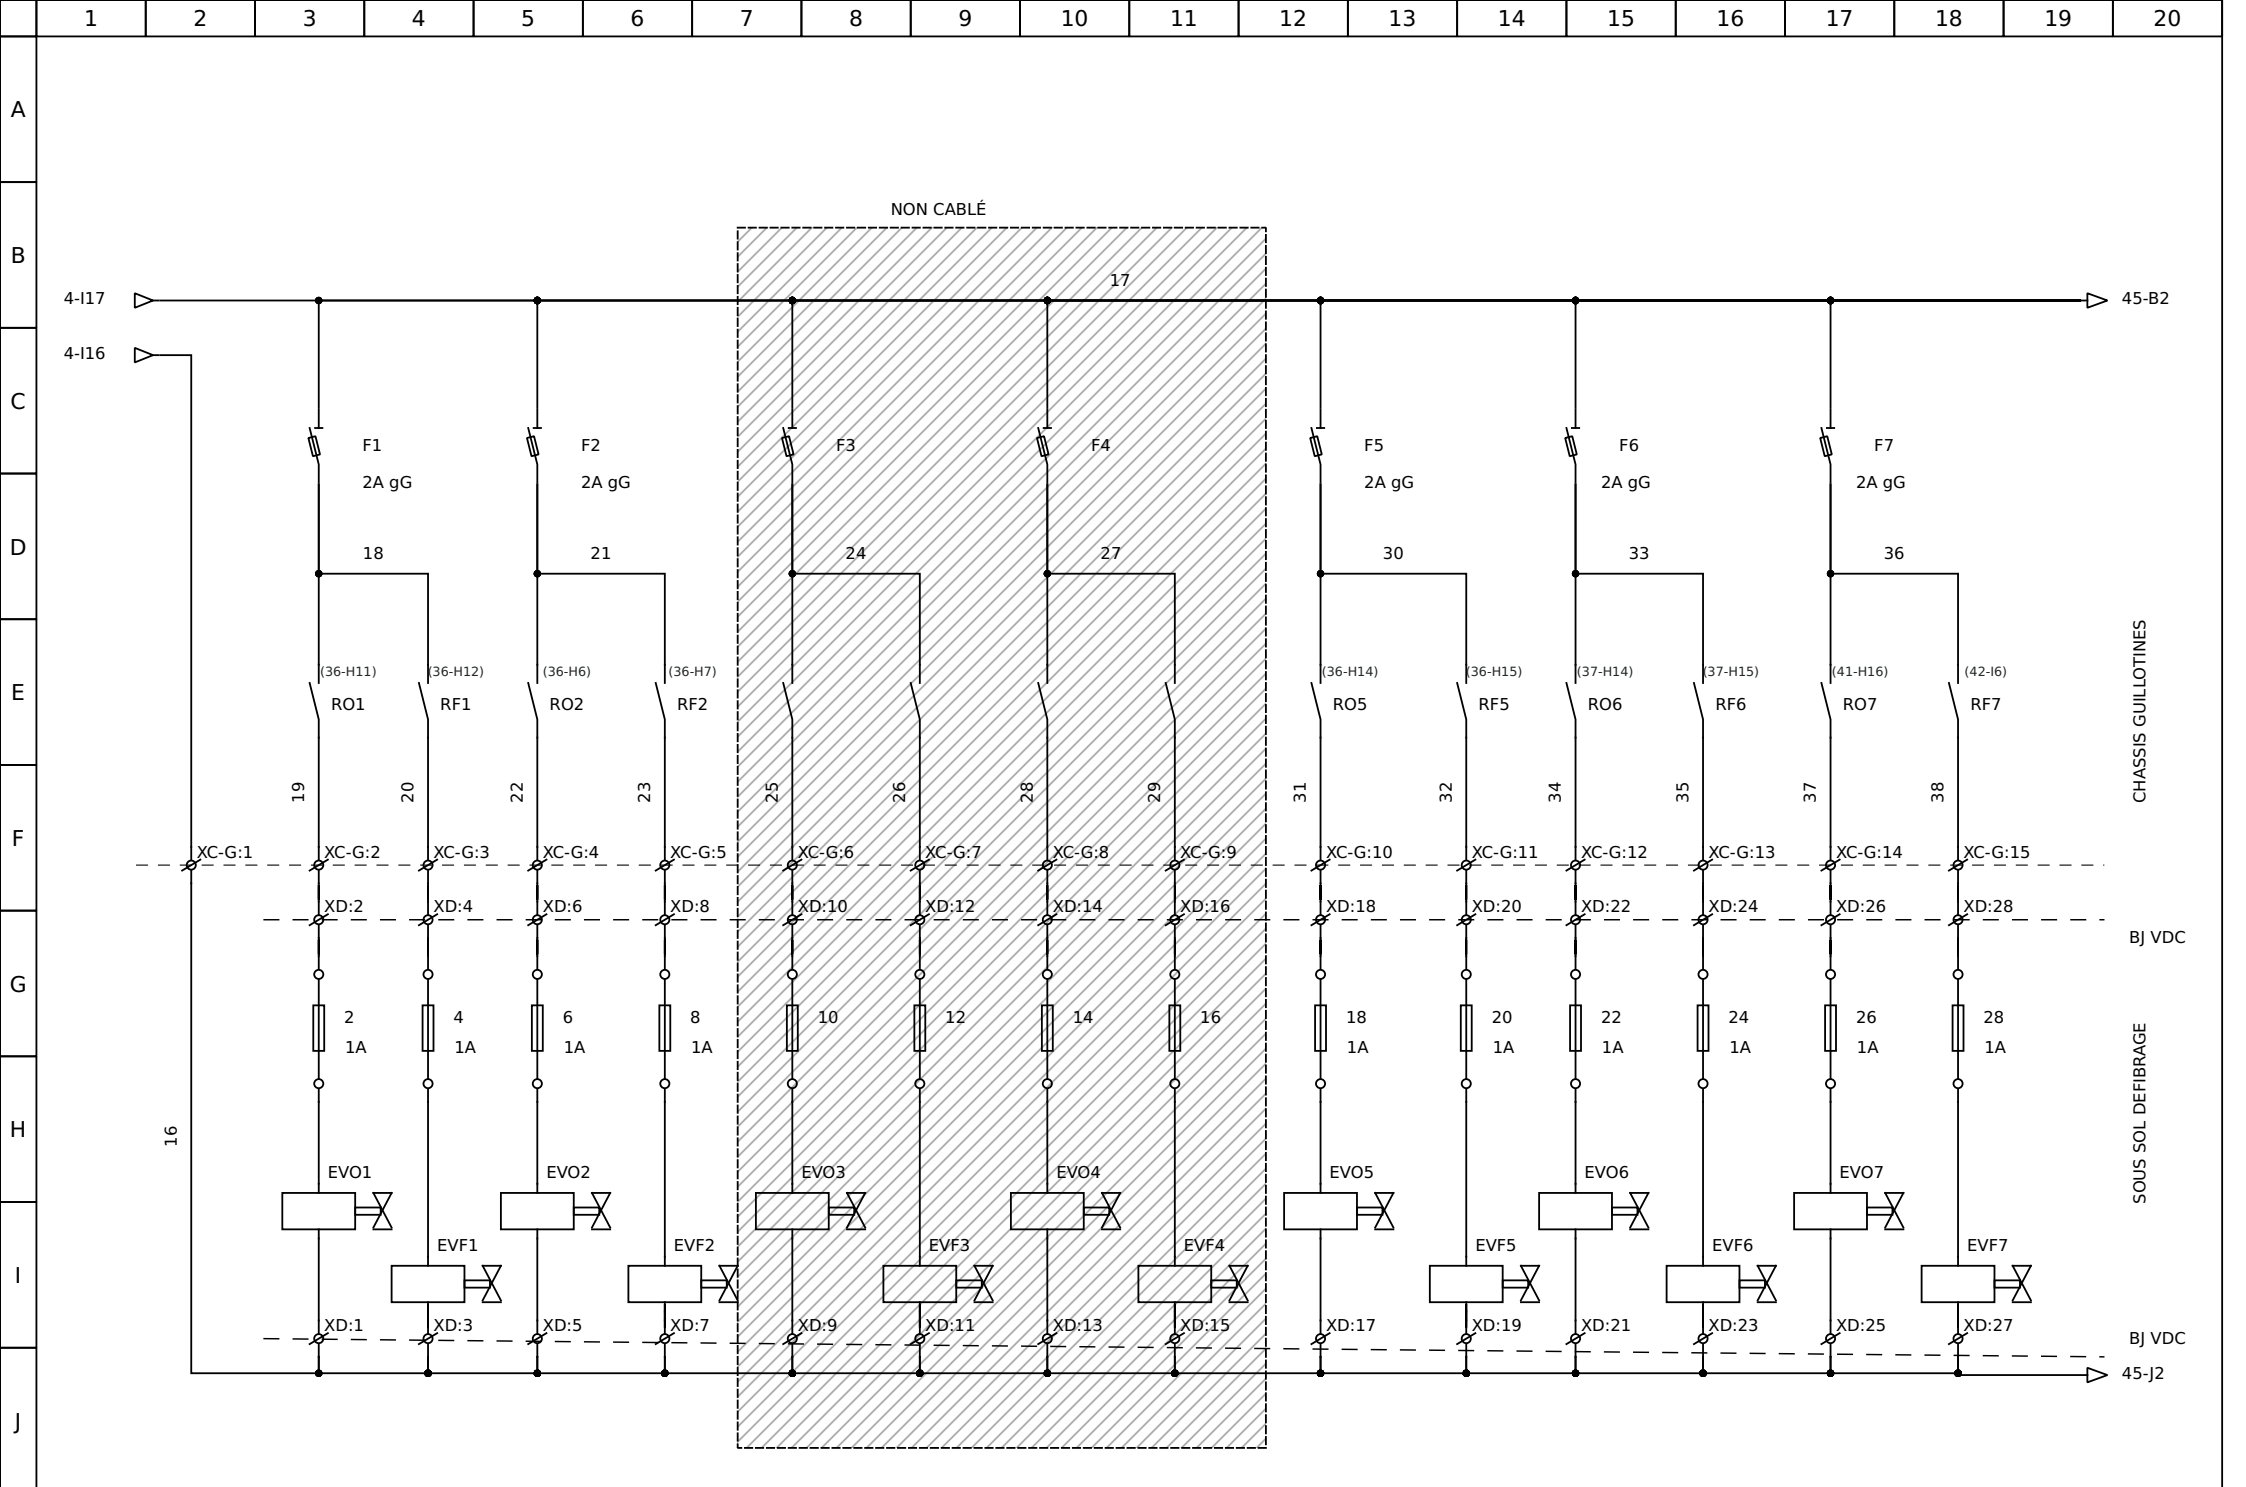 1 2 3 4 5 6 7 8 9 10 11 12 13 14 15 16 17 18 19 20
A
B
C
D
E
F
G
H
I
J
NON CABLÉ
17
4-I17 45-B2
4-I16
F1 F2 F3 F4 F5 F6 F7
2A gG 2A gG 2A gG 2A gG 2A gG
18 21 24 27 30 33 36
(36-H11) (36-H12) (36-H6) (36-H7) (36-H14) (36-H15) (37-H14) (37-H15) (41-H16) (42-I6)
RO1 RF1 RO2 RF2 RO5 RF5 RO6 RF6 RO7 RF7
CHASSIS GUILLOTINES
19 20 22 23 25 26 28 29 31 32 34 35 37 38
XC-G:1 XC-G:2 XC-G:3 XC-G:4 XC-G:5 XC-G:6 XC-G:7 XC-G:8 XC-G:9 XC-G:10 XC-G:11 XC-G:12 XC-G:13 XC-G:14 XC-G:15
XD:2 XD:4 XD:6 XD:8 XD:10 XD:12 XD:14 XD:16 XD:18 XD:20 XD:22 XD:24 XD:26 XD:28
BJ VDC
2 4 6 8 10 12 14 16 18 20 22 24 26 28
1A 1A 1A 1A 1A 1A 1A 1A 1A 1A
SOUS SOL DEFIBRAGE
16
EVO1 EVO2 EVO3 EVO4 EVO5 EVO6 EVO7
EVF1 EVF2 EVF3 EVF4 EVF5 EVF6 EVF7
XD:1 XD:3 XD:5 XD:7 XD:9 XD:11 XD:13 XD:15 XD:17 XD:19 XD:21 XD:23 XD:25 XD:27
BJ VDC
45-J2